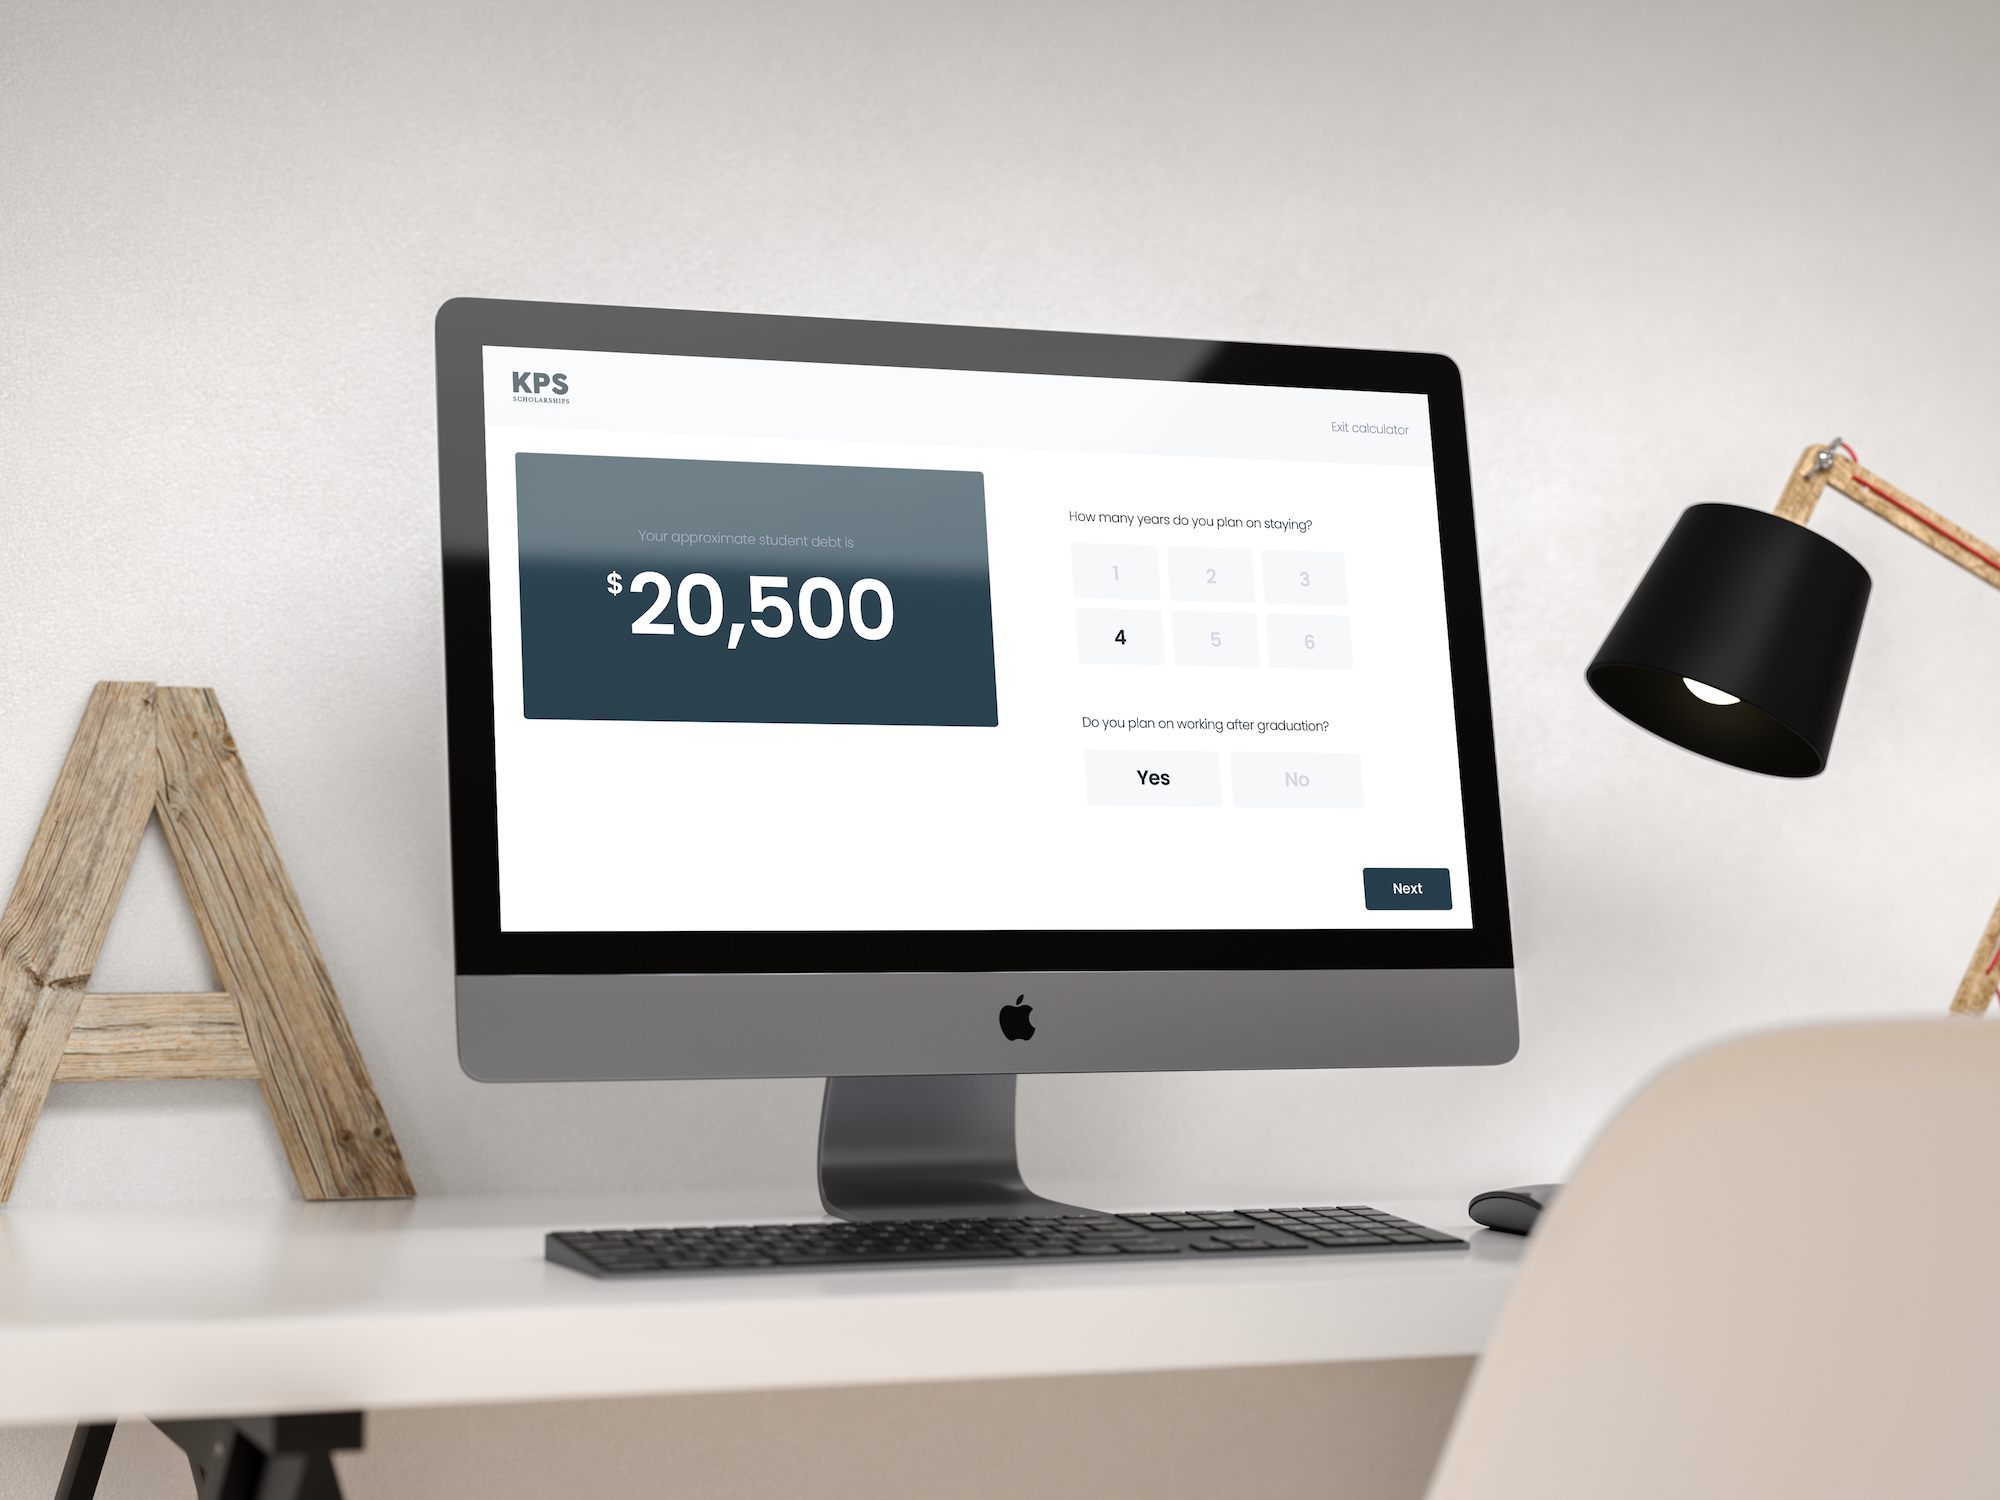 KPS
SCHOLARSHIPS
Exit calculator
Your approximate student debt is
$20,500
How many years do you plan on staying?
1 2 3
4 5 6
Do you plan on working after graduation?
Yes No
Next
A